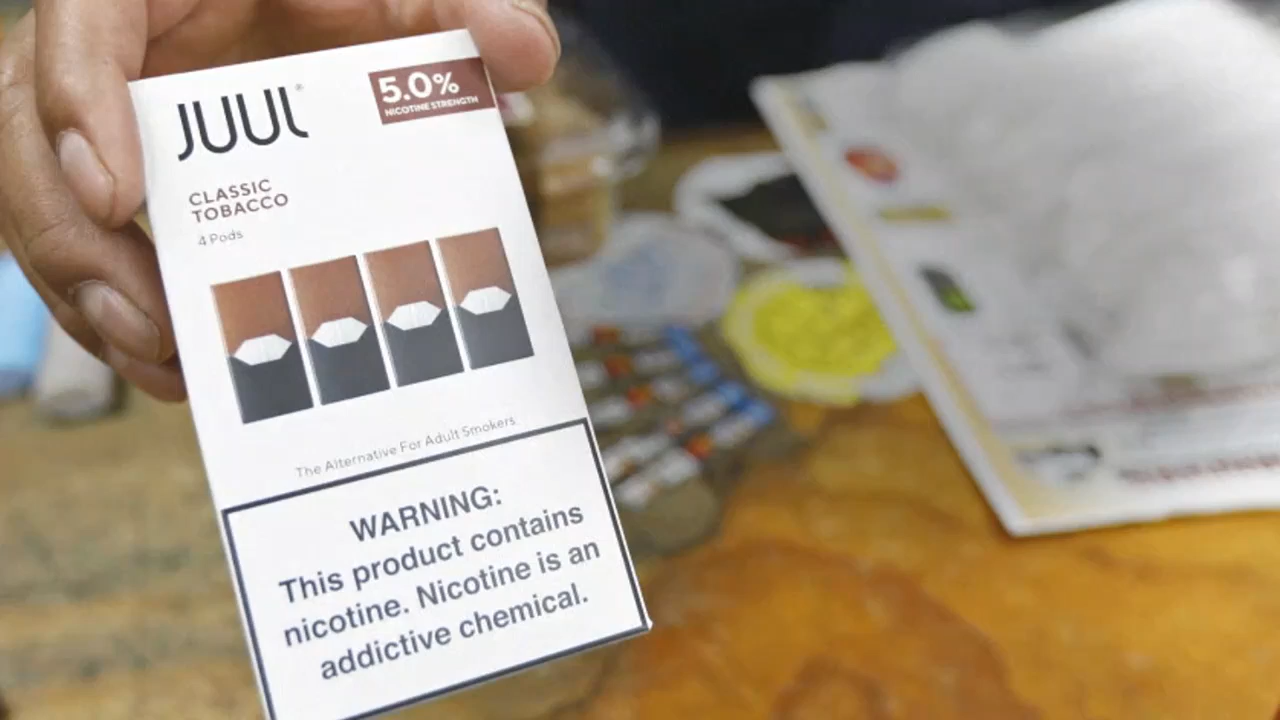 JUUL®
5.0%
NICOTINE STRENGTH
CLASSIC
TOBACCO
4 Pods
The Alternative For Adult Smokers
WARNING:
This product contains
nicotine. Nicotine is an
addictive chemical.